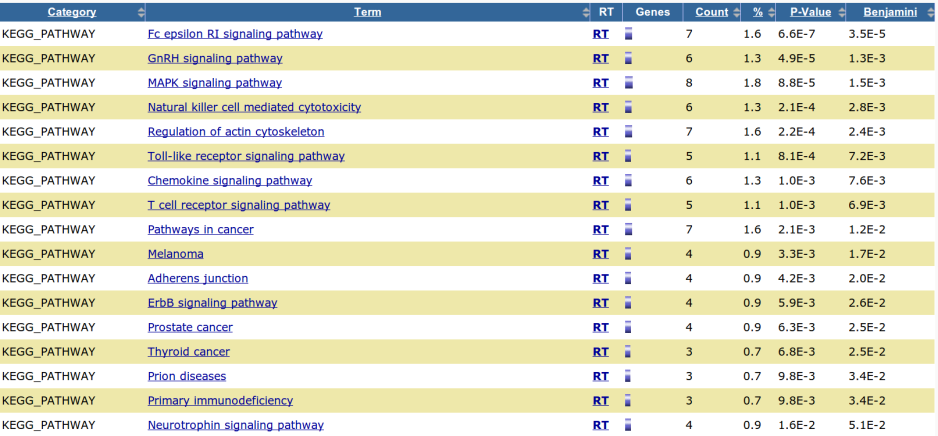 Category Term RT Genes Count % P-Value Benjamini
KEGG_PATHWAY Fc epsilon RI signaling pathway RT 7 1.6 6.6E-7 3.5E-5
KEGG_PATHWAY GnRH signaling pathway RT 6 1.3 4.9E-5 1.3E-3
KEGG_PATHWAY MAPK signaling pathway RT 8 1.8 8.8E-5 1.5E-3
KEGG_PATHWAY Natural killer cell mediated cytotoxicity RT 6 1.3 2.1E-4 2.8E-3
KEGG_PATHWAY Regulation of actin cytoskeleton RT 7 1.6 2.2E-4 2.4E-3
KEGG_PATHWAY Toll-like receptor signaling pathway RT 5 1.1 8.1E-4 7.2E-3
KEGG_PATHWAY Chemokine signaling pathway RT 6 1.3 1.0E-3 7.6E-3
KEGG_PATHWAY T cell receptor signaling pathway RT 5 1.1 1.0E-3 6.9E-3
KEGG_PATHWAY Pathways in cancer RT 7 1.6 2.1E-3 1.2E-2
KEGG_PATHWAY Melanoma RT 4 0.9 3.3E-3 1.7E-2
KEGG_PATHWAY Adherens junction RT 4 0.9 4.2E-3 2.0E-2
KEGG_PATHWAY ErbB signaling pathway RT 4 0.9 5.9E-3 2.6E-2
KEGG_PATHWAY Prostate cancer RT 4 0.9 6.3E-3 2.5E-2
KEGG_PATHWAY Thyroid cancer RT 3 0.7 6.8E-3 2.5E-2
KEGG_PATHWAY Prion diseases RT 3 0.7 9.8E-3 3.4E-2
KEGG_PATHWAY Primary immunodeficiency RT 3 0.7 9.8E-3 3.4E-2
KEGG_PATHWAY Neurotrophin signaling pathway RT 4 0.9 1.6E-2 5.1E-2